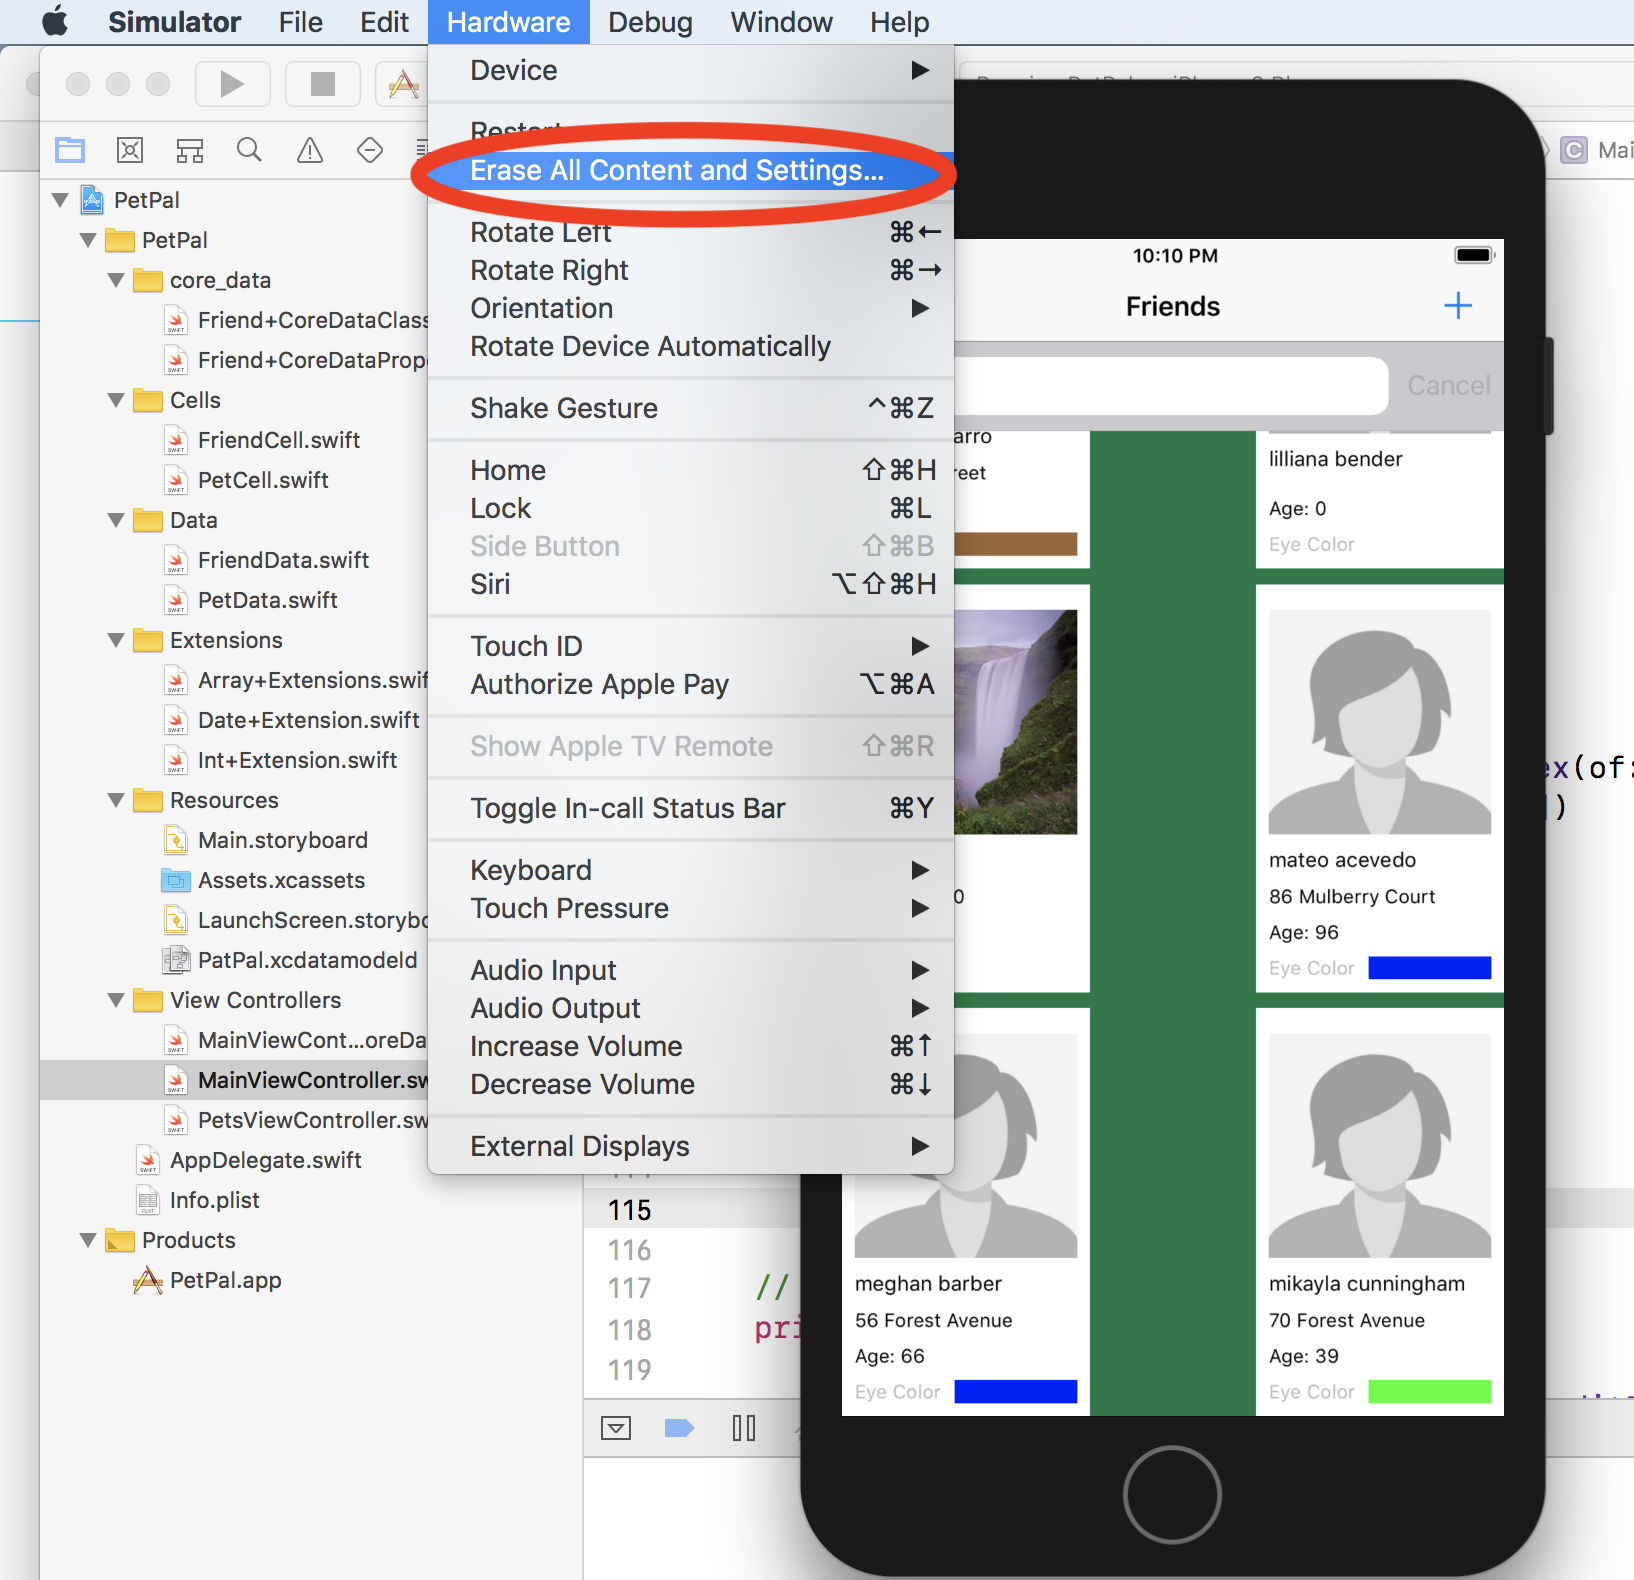 Simulator File Edit Hardware Debug Window Help
Device
Restart
Erase All Content and Settings...
Rotate Left ⌘←
Rotate Right ⌘→
Orientation
Rotate Device Automatically
Shake Gesture ^⌘Z
Home ⇧⌘H
Lock ⌘L
Side Button ⇧⌘B
Siri ⌥⇧⌘H
Touch ID
Authorize Apple Pay ⌥⌘A
Show Apple TV Remote ⇧⌘R
Toggle In-call Status Bar ⌘Y
Keyboard
Touch Pressure
Audio Input
Audio Output
Increase Volume ⌘↑
Decrease Volume ⌘↓
External Displays
PetPal
PetPal
core_data
Friend+CoreDataClass
Friend+CoreDataPrope
Cells
FriendCell.swift
PetCell.swift
Data
FriendData.swift
PetData.swift
Extensions
Array+Extensions.swif
Date+Extension.swift
Int+Extension.swift
Resources
Main.storyboard
Assets.xcassets
LaunchScreen.storybo
PatPal.xcdatamodeld
View Controllers
MainViewCont...oreDa
MainViewController.sw
PetsViewController.sw
AppDelegate.swift
Info.plist
Products
PetPal.app
C Mai
10:10 PM
Friends +
Cancel
arro
reet
lilliana bender
Age: 0
Eye Color
0
mateo acevedo
86 Mulberry Court
Age: 96
Eye Color
meghan barber
56 Forest Avenue
Age: 66
Eye Color
mikayla cunningham
70 Forest Avenue
Age: 39
Eye Color
ex(of:
])
115
116
117 //
118 pri
119